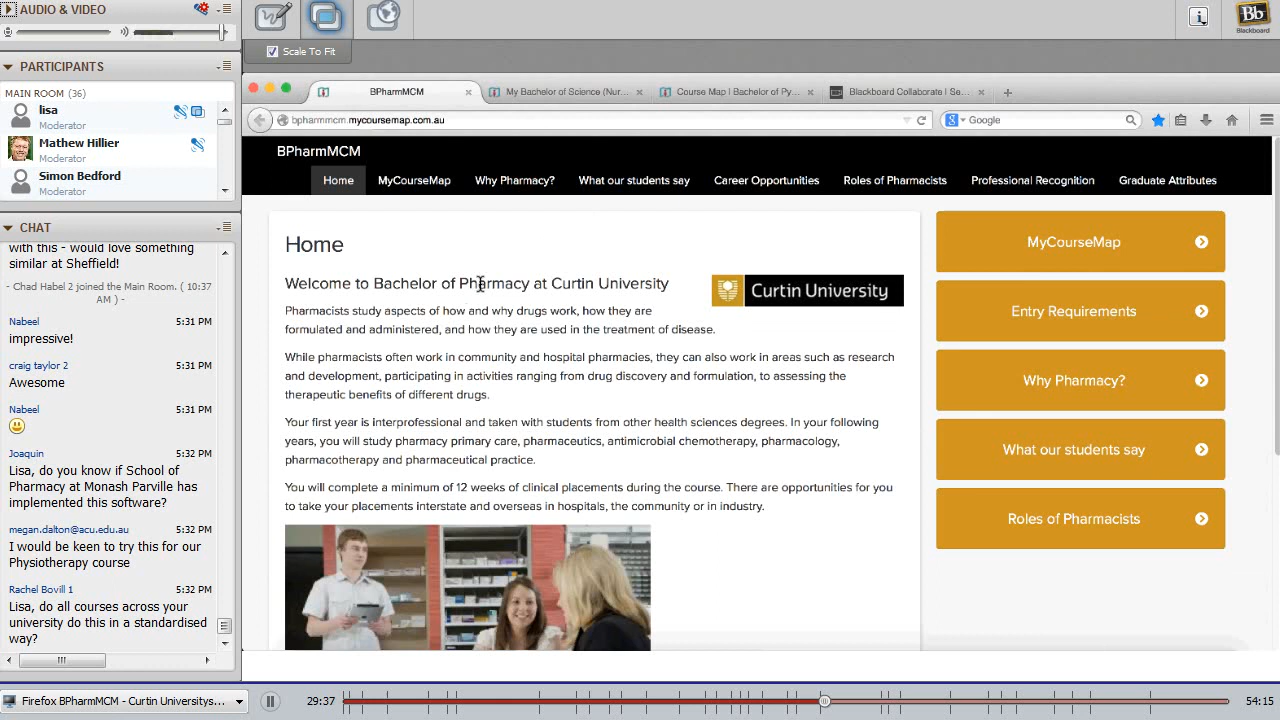 AUDIO & VIDEO
PARTICIPANTS
MAIN ROOM (36)
lisa
Moderator
Mathew Hillier
Moderator
Simon Bedford
Moderator
CHAT
with this - would love something
similar at Sheffield!
- Chad Habel 2 joined the Main Room. ( 10:37
AM ) -
Nabeel 5:31 PM
impressive!
craig taylor 2 5:31 PM
Awesome
Nabeel 5:31 PM
Joaquin 5:32 PM
Lisa, do you know if School of
Pharmacy at Monash Parville has
implemented this software?
megan.dalton@acu.edu.au 5:32 PM
I would be keen to try this for our
Physiotherapy course
Rachel Bovill 1 5:32 PM
Lisa, do all courses across your
university do this in a standardised
way?
Firefox BPharmMCM - Curtin Universitys...
Scale To Fit
Bb
Blackboard
BPharmMCM
My Bachelor of Science (Nur...
Course Map | Bachelor of Py...
Blackboard Collaborate | Se...
bpharmmcm.mycoursemap.com.au
Google
BPharmMCM
Home MyCourseMap Why Pharmacy? What our students say Career Opportunities Roles of Pharmacists Professional Recognition Graduate Attributes
Home
Welcome to Bachelor of Pharmacy at Curtin University
Curtin University
Pharmacists study aspects of how and why drugs work, how they are
formulated and administered, and how they are used in the treatment of disease.
While pharmacists often work in community and hospital pharmacies, they can also work in areas such as research
and development, participating in activities ranging from drug discovery and formulation, to assessing the
therapeutic benefits of different drugs.
Your first year is interprofessional and taken with students from other health sciences degrees. In your following
years, you will study pharmacy primary care, pharmaceutics, antimicrobial chemotherapy, pharmacology,
pharmacotherapy and pharmaceutical practice.
You will complete a minimum of 12 weeks of clinical placements during the course. There are opportunities for you
to take your placements interstate and overseas in hospitals, the community or in industry.
MyCourseMap
Entry Requirements
Why Pharmacy?
What our students say
Roles of Pharmacists
29:37
54:15